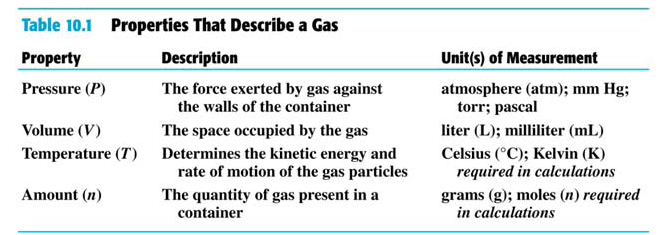 Table 10.1 Properties That Describe a Gas
Property Description Unit(s) of Measurement
Pressure (P) The force exerted by gas against atmosphere (atm); mm Hg;
the walls of the container torr; pascal
Volume (V) The space occupied by the gas liter (L); milliliter (mL)
Temperature (T) Determines the kinetic energy and Celsius (°C); Kelvin (K)
rate of motion of the gas particles required in calculations
Amount (n) The quantity of gas present in a grams (g); moles (n) required
container in calculations